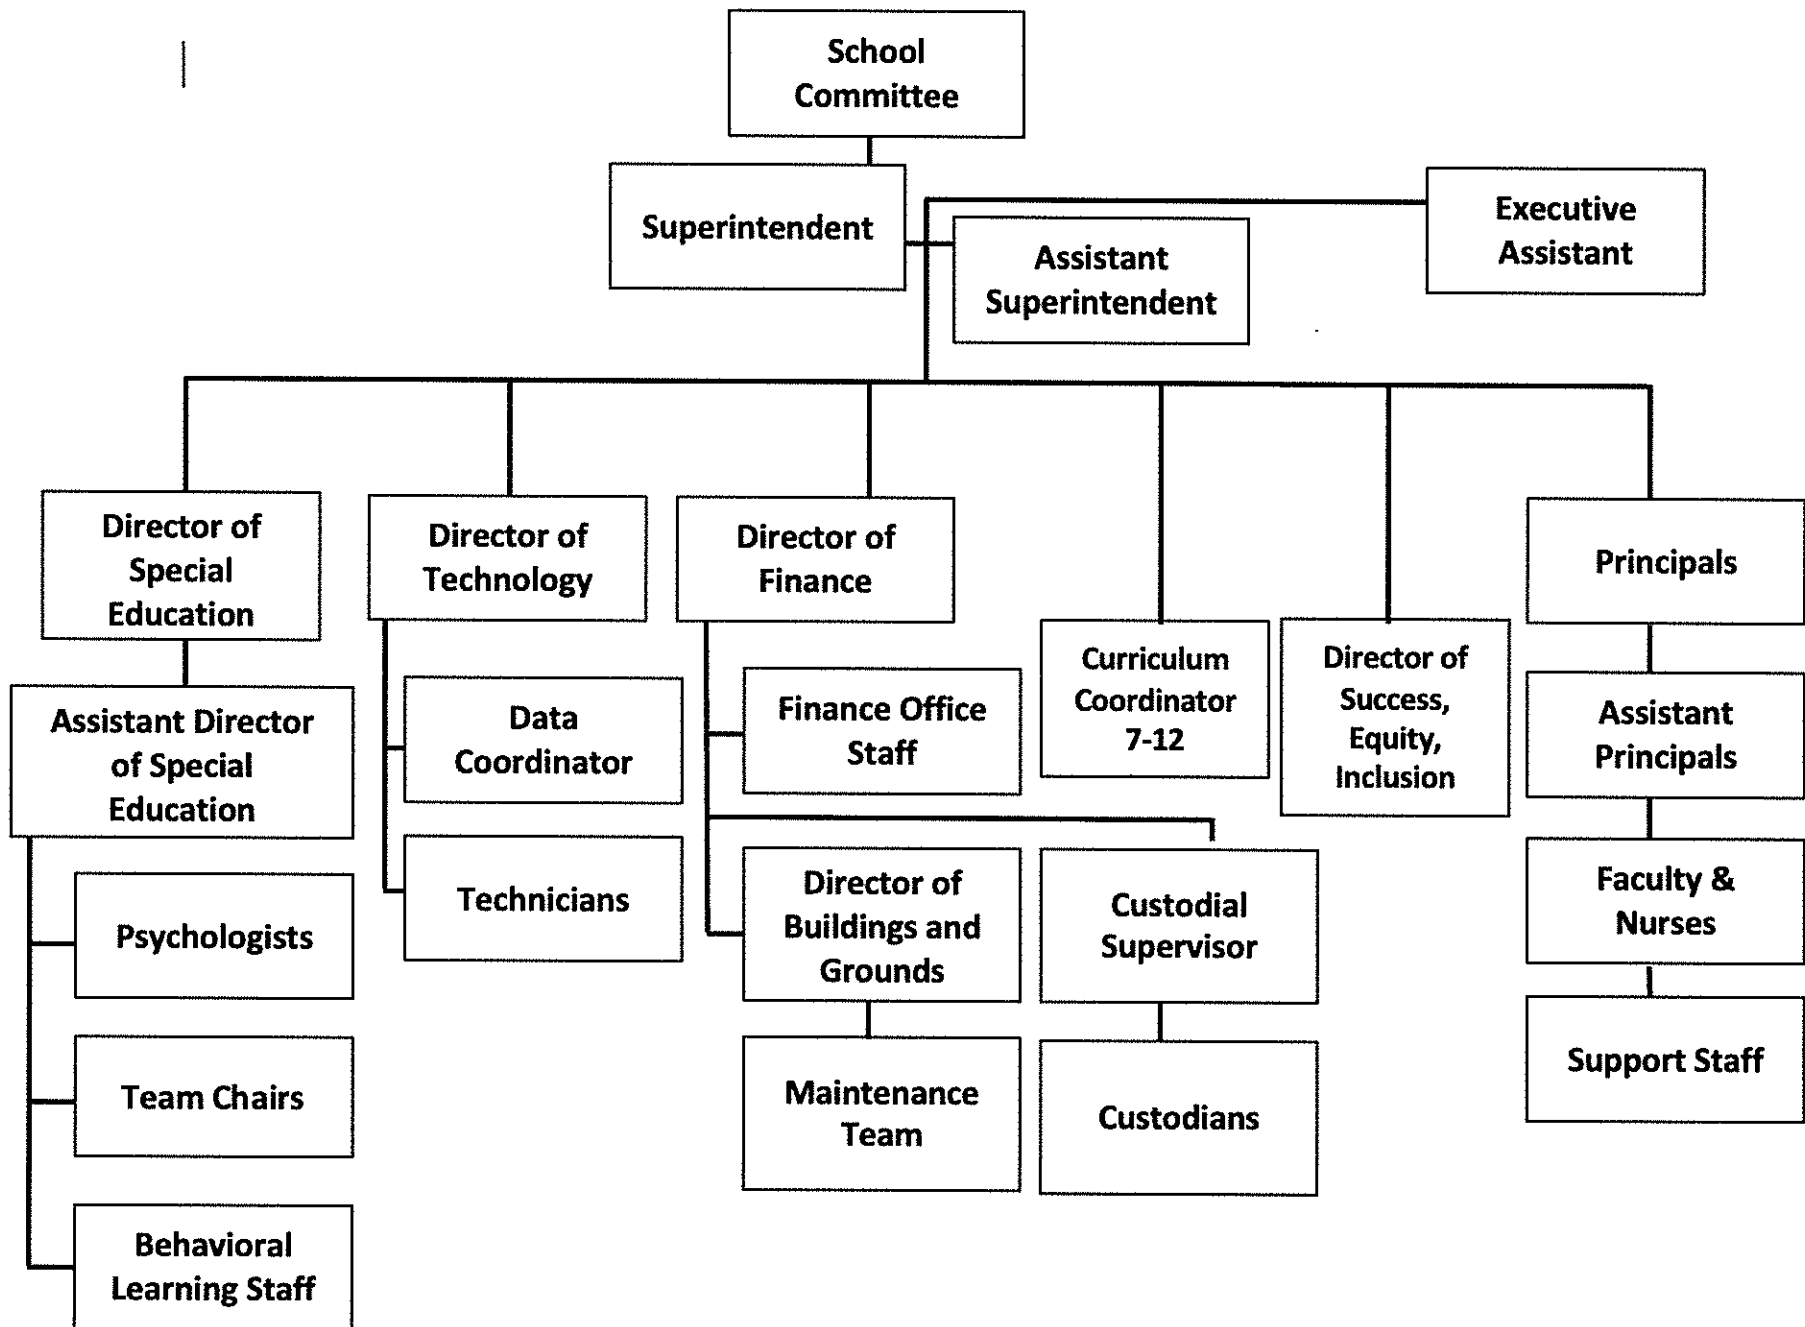 School
Committee
Superintendent
Executive
Assistant
Assistant
Superintendent
Director of
Special
Education
Director of
Technology
Director of
Finance
Principals
Assistant Director
of Special
Education
Data
Coordinator
Finance Office
Staff
Curriculum
Coordinator
7-12
Director of
Success,
Equity,
Inclusion
Assistant
Principals
Psychologists
Technicians
Director of
Buildings and
Grounds
Custodial
Supervisor
Faculty &
Nurses
Team Chairs
Maintenance
Team
Custodians
Support Staff
Behavioral
Learning Staff